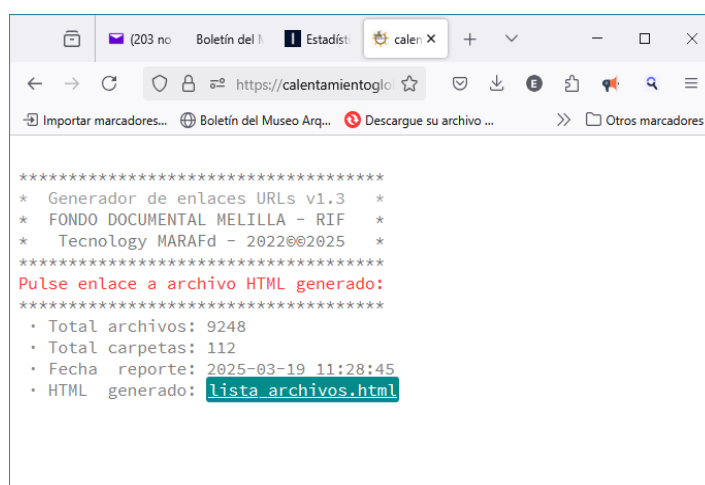 (203 no
Boletín del M
Estadísti
calen
https://calentamientoglo
E
Importar marcadores...
Boletín del Museo Arq...
Descargue su archivo ...
Otros marcadores
*************************************
* Generador de enlaces URLs v1.3 *
* FONDO DOCUMENTAL MELILLA - RIF *
* Tecnology MARAFd - 2022©©2025 *
*************************************
Pulse enlace a archivo HTML generado:
*************************************
· Total archivos: 9248
· Total carpetas: 112
· Fecha reporte: 2025-03-19 11:28:45
· HTML generado: lista_archivos.html